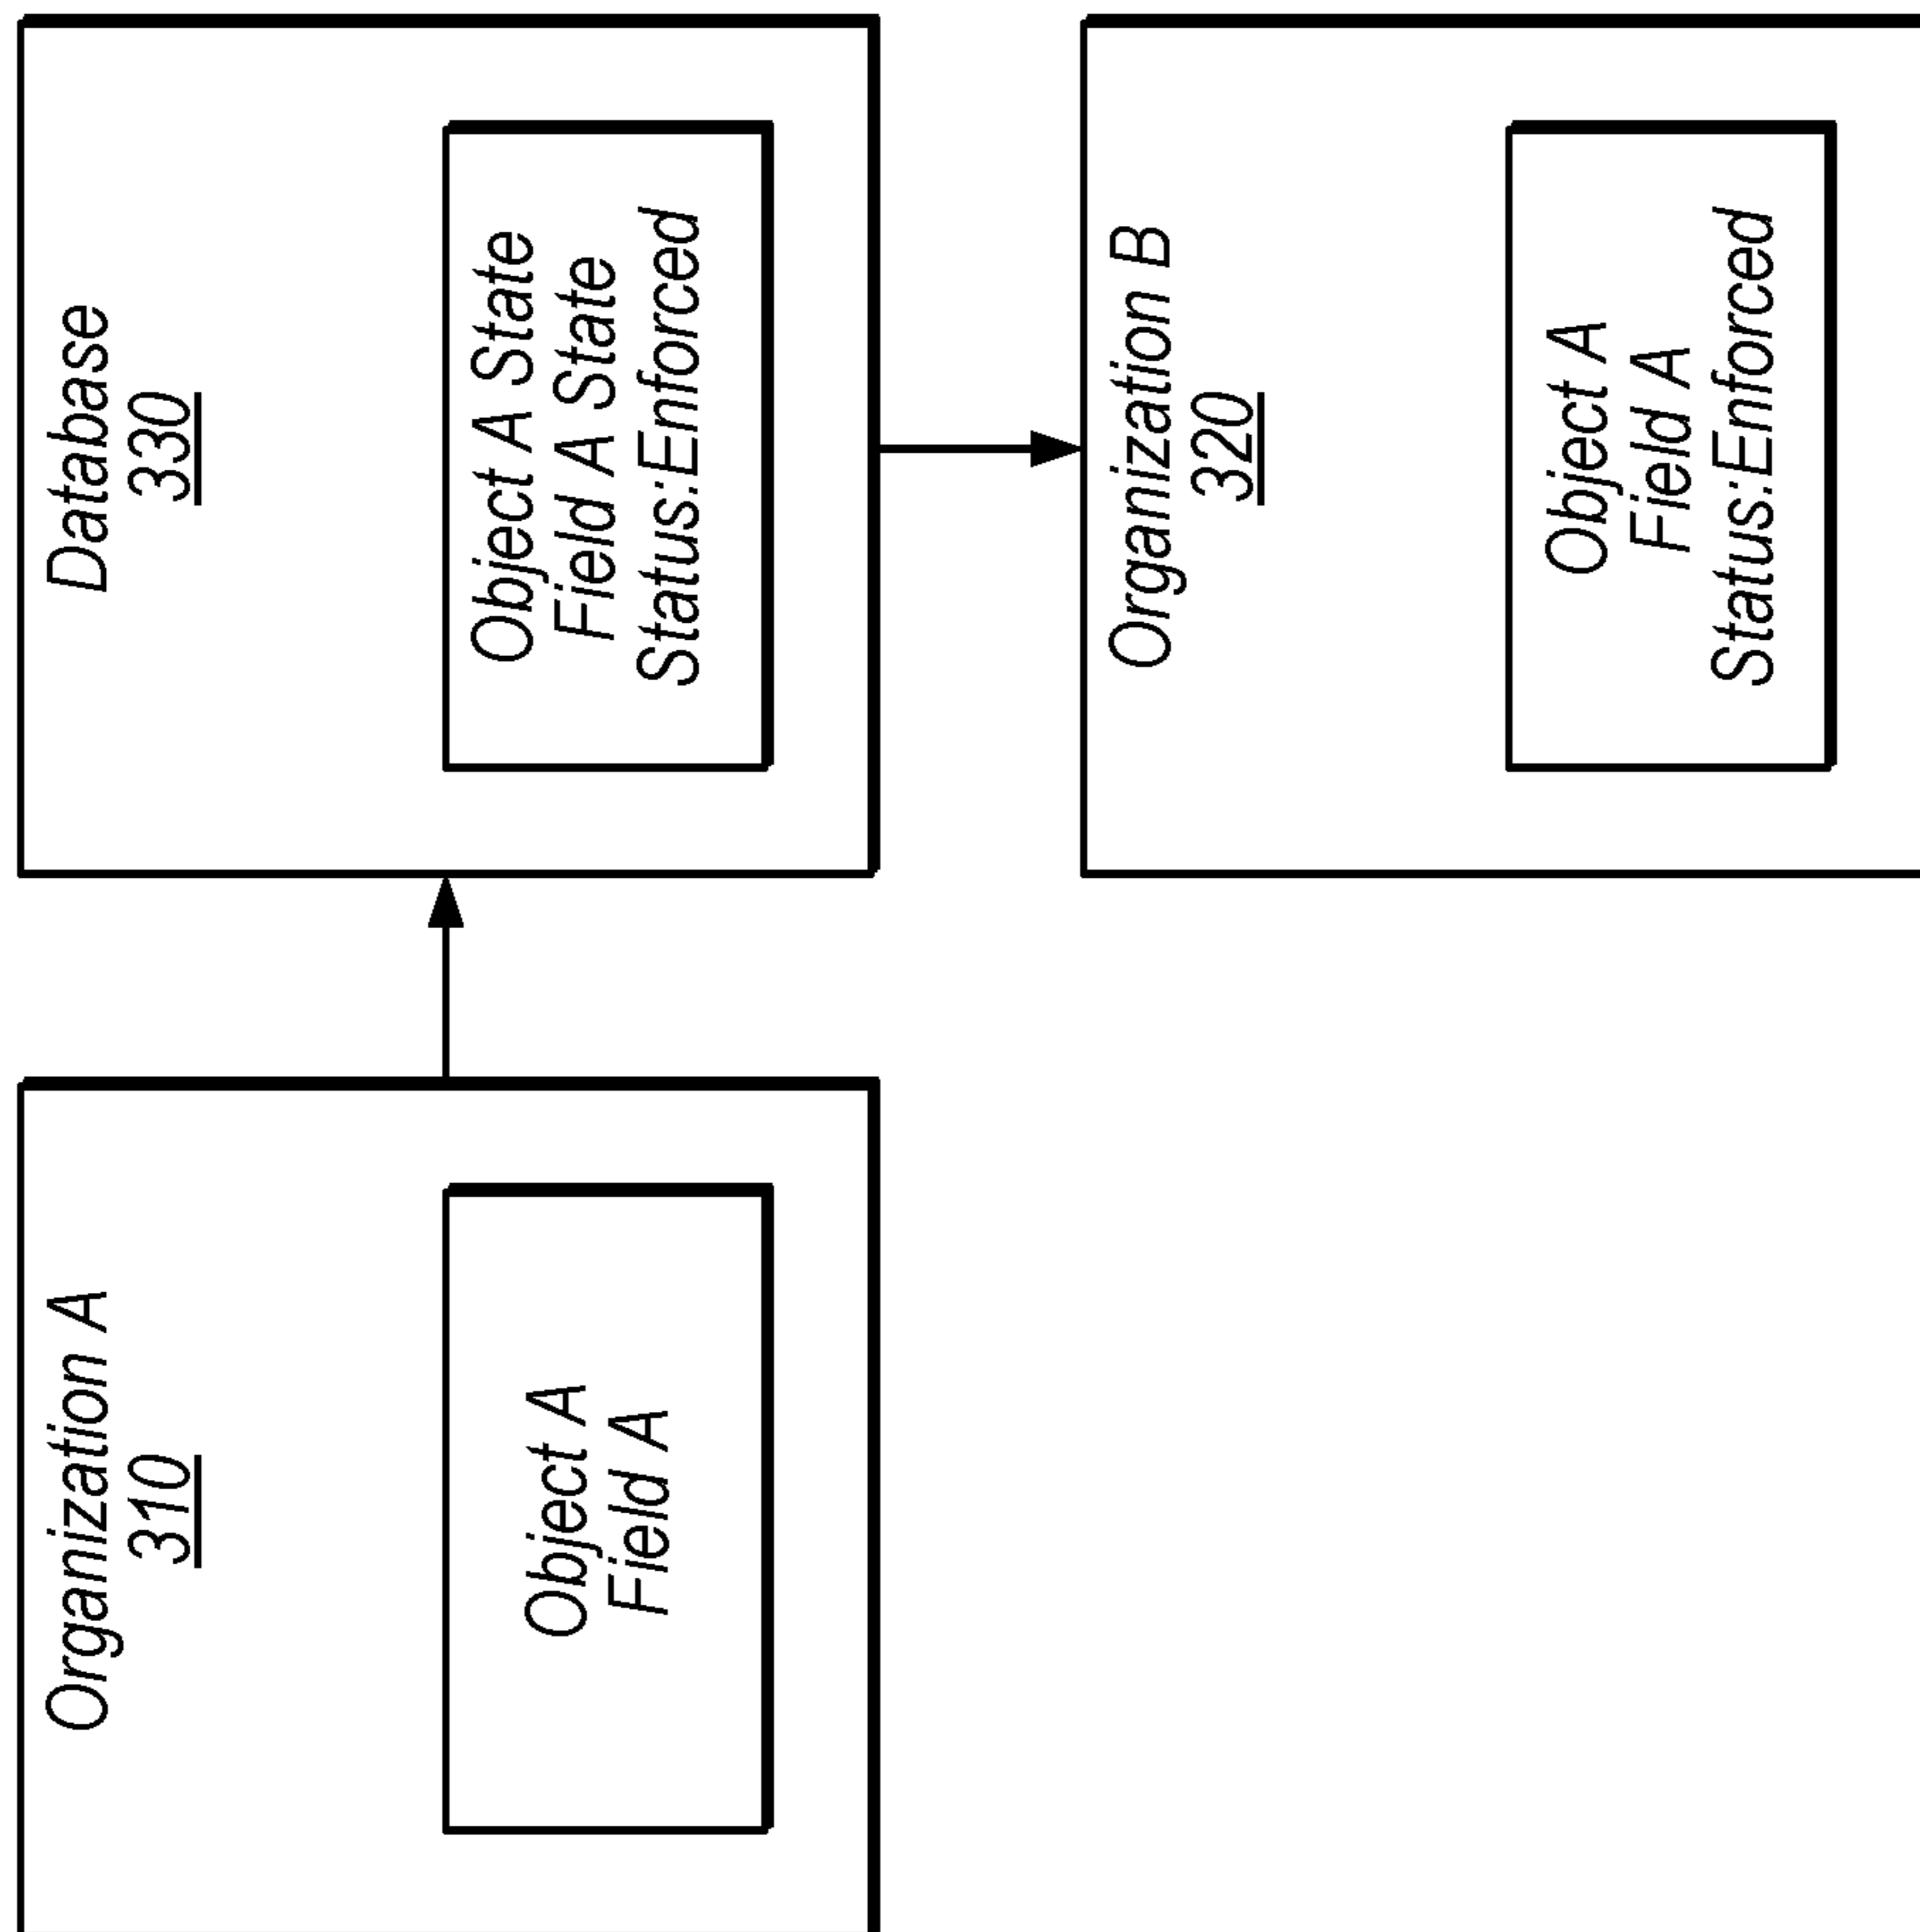 Organization A
310
Object A
Field A
Database
330
Object A State
Field A State
Status:Enforced
Organization B
320
Object A
Field A
Status:Enforced